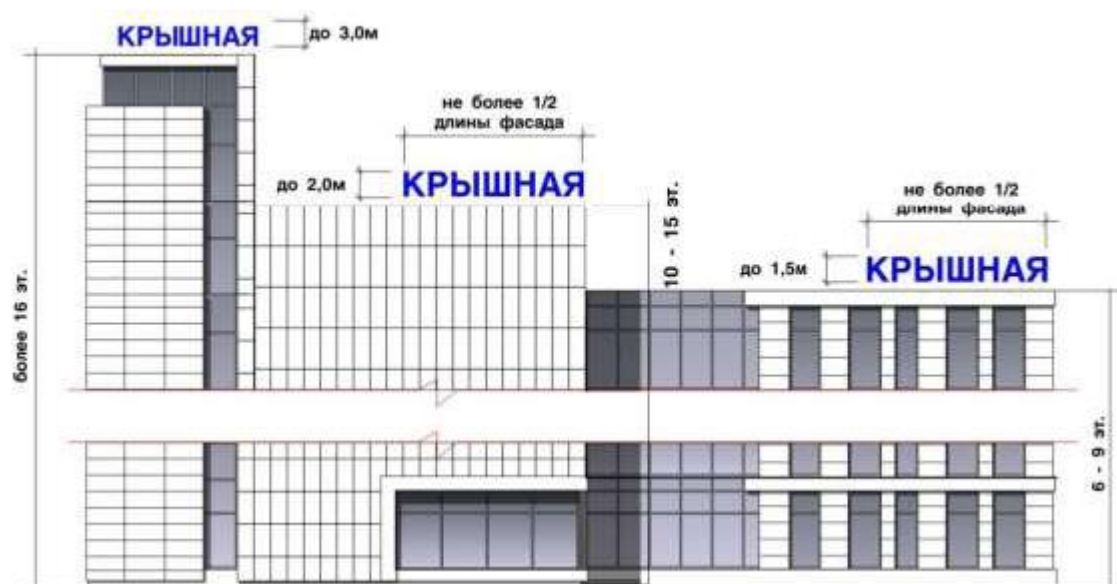 КРЫШНАЯ
до 3,0м
не более 1/2
длины фасада
до 2,0м
КРЫШНАЯ
не более 1/2
длины фасада
до 1,5м
КРЫШНАЯ
более 16 эт.
10 - 15 эт.
6 - 9 эт.